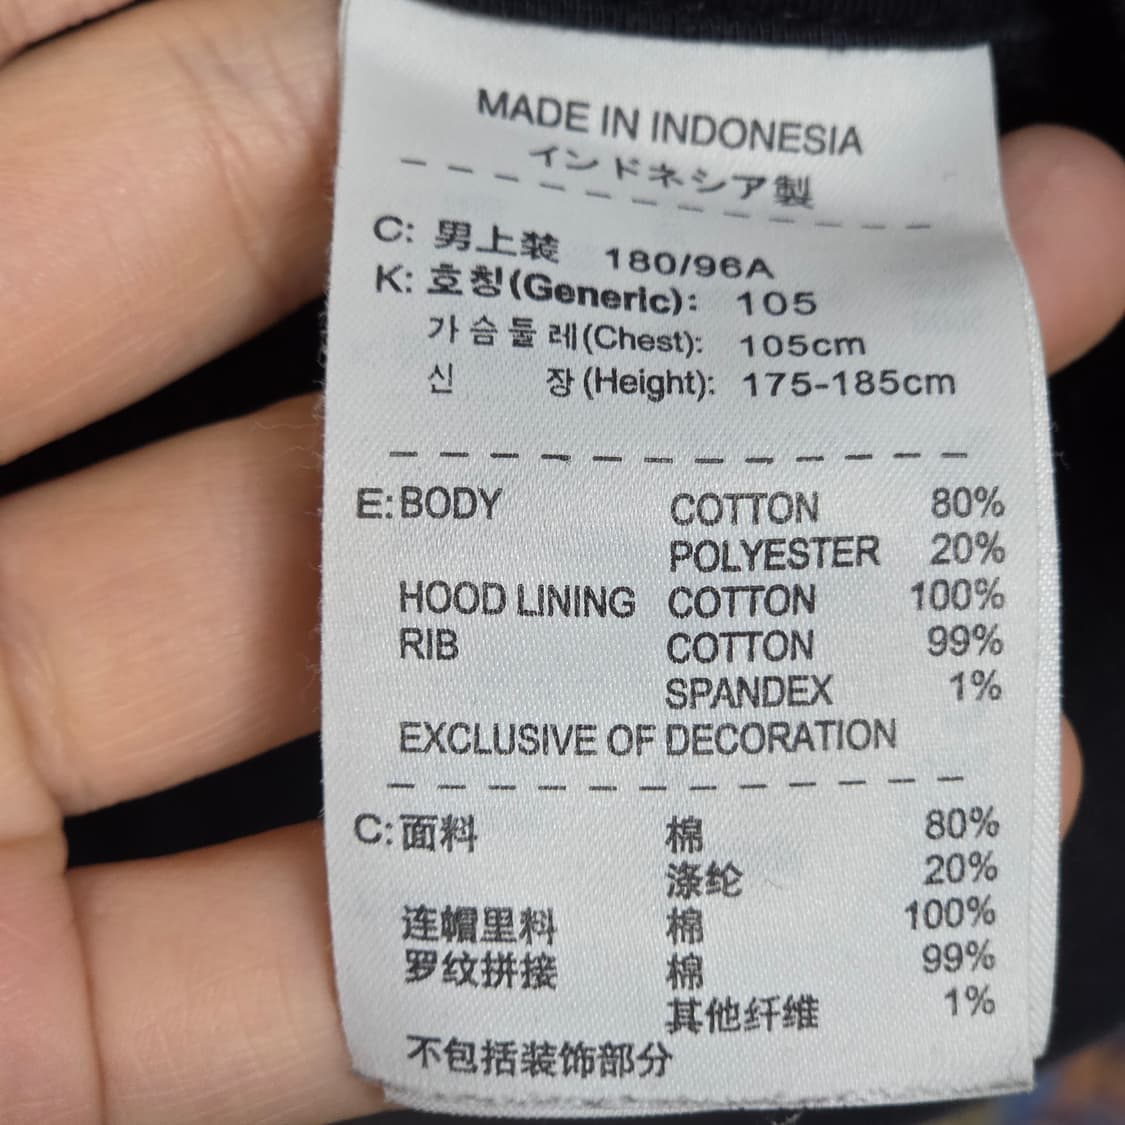 MADE IN INDONESIA
インドネシア製
C: 男上装 180/96A
K: 호칭(Generic): 105
가슴둘레(Chest): 105cm
신 장(Height): 175-185cm
E: BODY COTTON 80%
POLYESTER 20%
HOOD LINING COTTON 100%
RIB COTTON 99%
SPANDEX 1%
EXCLUSIVE OF DECORATION
C: 面料 棉 80%
涤纶 20%
连帽里料 棉 100%
罗纹拼接 棉 99%
其他纤维 1%
不包括装饰部分